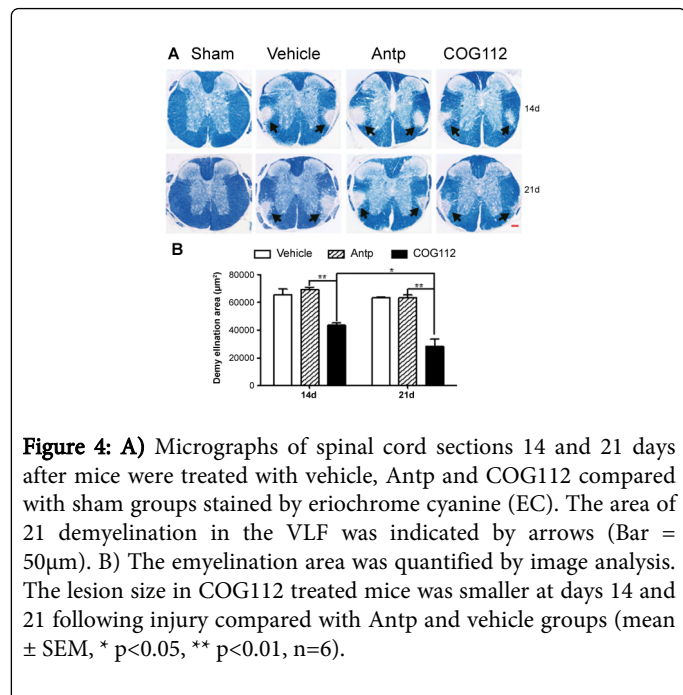 A Sham Vehicle Antp COG112
14d
21d
B
Vehicle Antp COG112
Demy elination area (µm²)
80000
60000
40000
20000
0
** * **
14d 21d
Figure 4: A) Micrographs of spinal cord sections 14 and 21 days
after mice were treated with vehicle, Antp and COG112 compared
with sham groups stained by eriochrome cyanine (EC). The area of
21 demyelination in the VLF was indicated by arrows (Bar =
50µm). B) The emyelination area was quantified by image analysis.
The lesion size in COG112 treated mice was smaller at days 14 and
21 following injury compared with Antp and vehicle groups (mean
± SEM, * p<0.05, ** p<0.01, n=6).